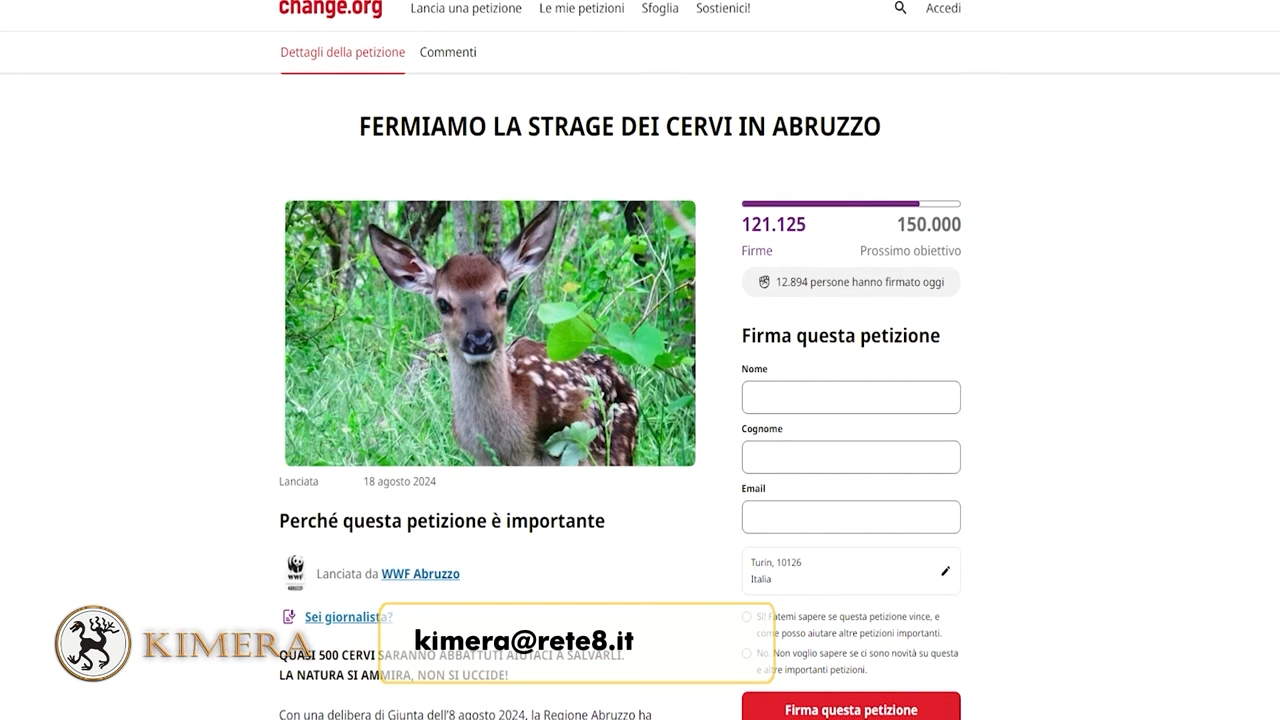 change.org
Lancia una petizione Le mie petizioni Sfoglia Sostienici! Accedi
Dettagli della petizione Commenti
FERMIAMO LA STRAGE DEI CERVI IN ABRUZZO
121.125 150.000
Firme Prossimo obiettivo
12.894 persone hanno firmato oggi
Firma questa petizione
Nome
Cognome
Email
Turin, 10126
Italia
Sì! Fatemi sapere se questa petizione vince, e
come posso aiutare altre petizioni importanti.
No. Non voglio sapere se ci sono novità su questa
e altre importanti petizioni.
Firma questa petizione
Lanciata 18 agosto 2024
Perché questa petizione è importante
WWF
Lanciata da WWF Abruzzo
Sei giornalista?
QUASI 500 CERVI SARANNO ABBATTUTI AIUTACI A SALVARLI.
LA NATURA SI AMMIRA, NON SI UCCIDE!
Con una delibera di Giunta dell'8 agosto 2024, la Regione Abruzzo ha
KIMERA
kimera@rete8.it